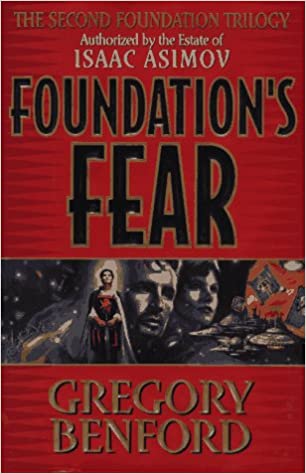 THE SECOND FOUNDATION TRILOGY
Authorized by the Estate of
ISAAC ASIMOV
FOUNDATION'S
FEAR
GREGORY
BENFORD